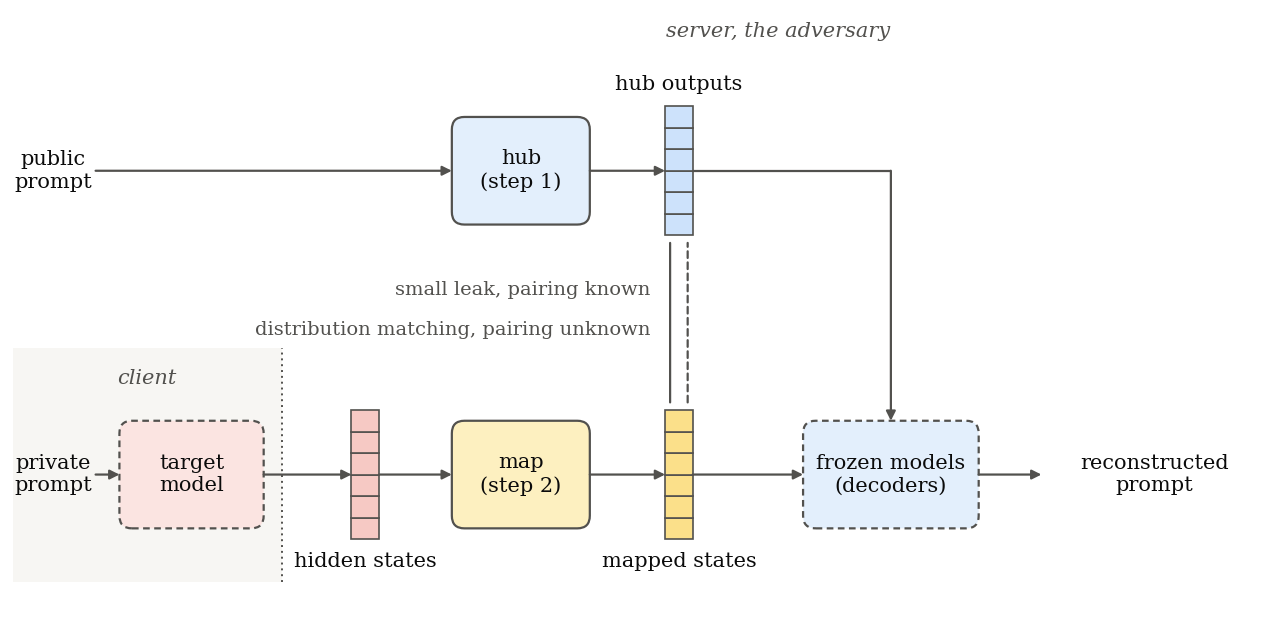 server, the adversary
hub outputs
public
prompt
hub
(step 1)
small leak, pairing known
distribution matching, pairing unknown
client
private
prompt
target
model
map
(step 2)
frozen models
(decoders)
reconstructed
prompt
hidden states
mapped states